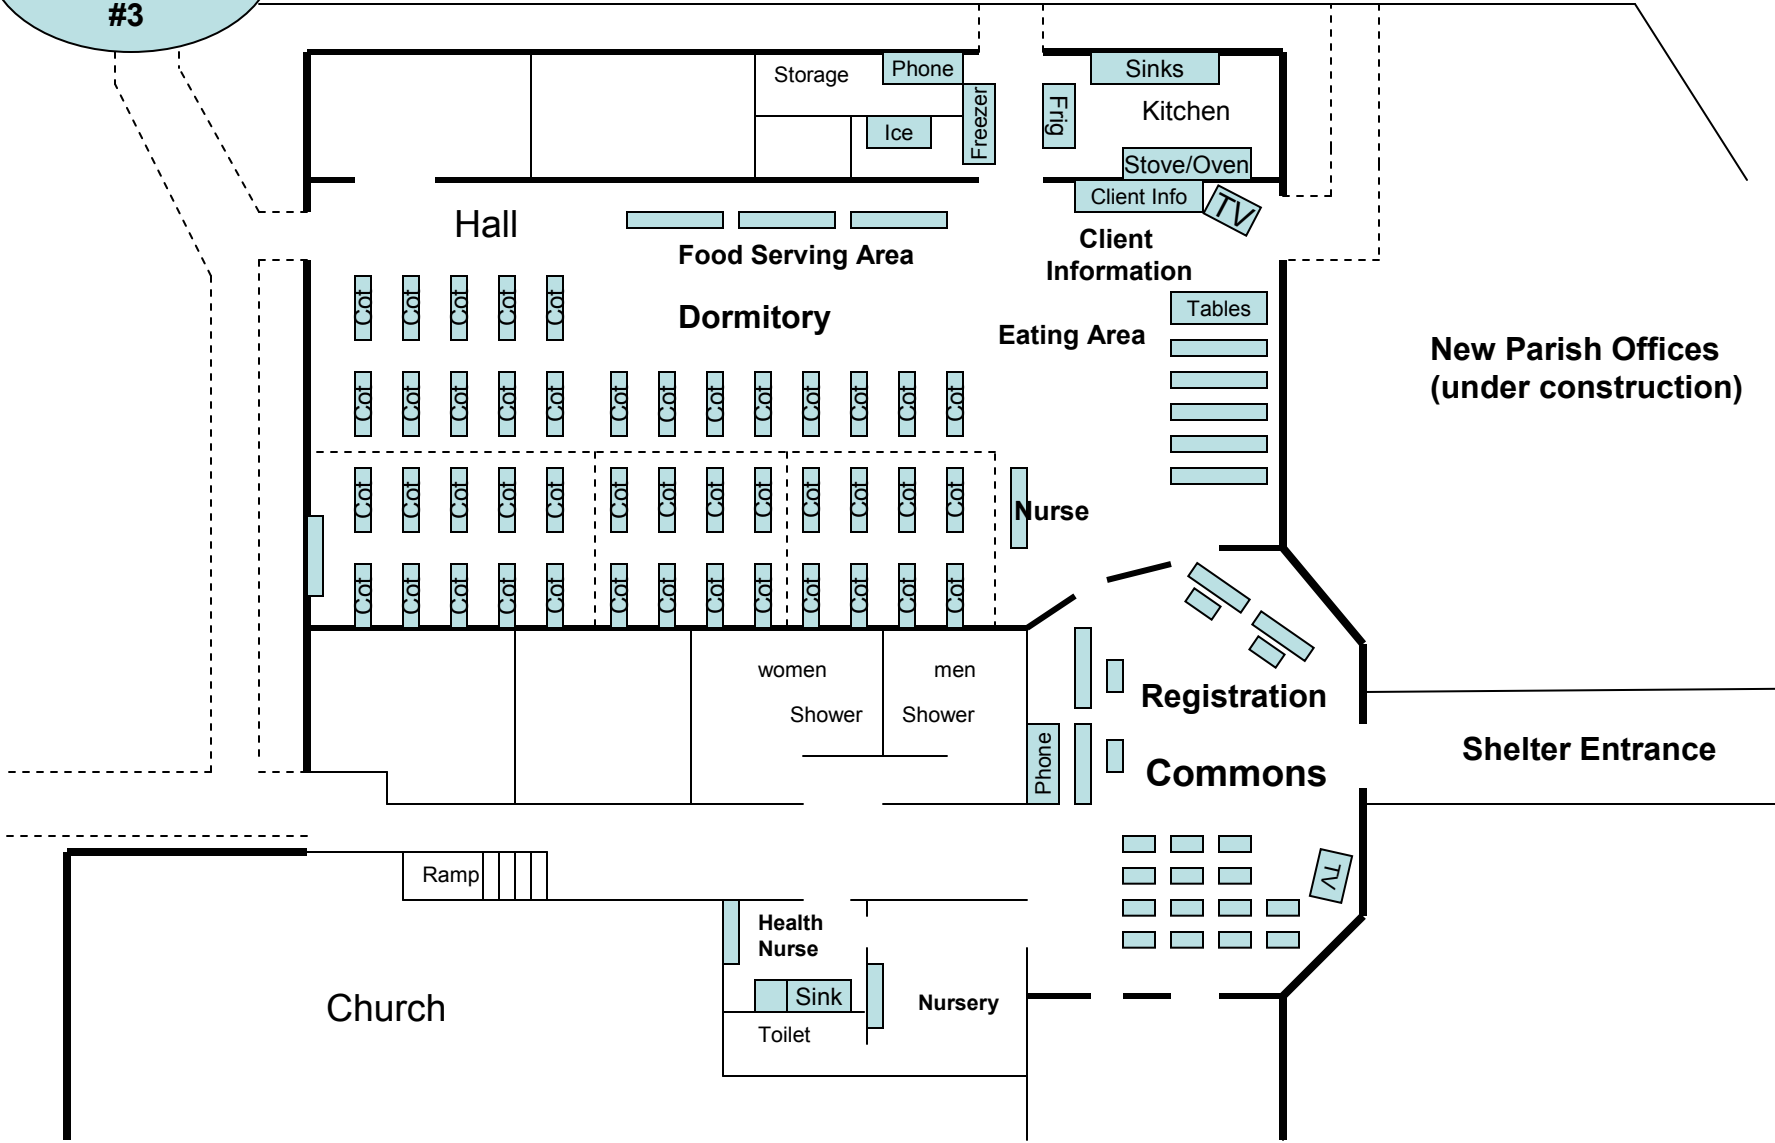 #3
Storage
Phone
Sinks
Freezer
Frig
Kitchen
Ice
Stove/Oven
Client Info
TV
Hall
Food Serving Area
Client
Information
Cot Cot Cot Cot Cot
Dormitory
Tables
Eating Area
New Parish Offices
(under construction)
Cot Cot Cot Cot Cot Cot Cot Cot Cot Cot Cot Cot Cot
Cot Cot Cot Cot Cot Cot Cot Cot Cot Cot Cot Cot Cot
Nurse
Cot Cot Cot Cot Cot Cot Cot Cot Cot Cot Cot Cot Cot
women
men
Shower
Shower
Registration
Phone
Commons
Shelter Entrance
Ramp
TV
Health
Nurse
Sink
Nursery
Church
Toilet